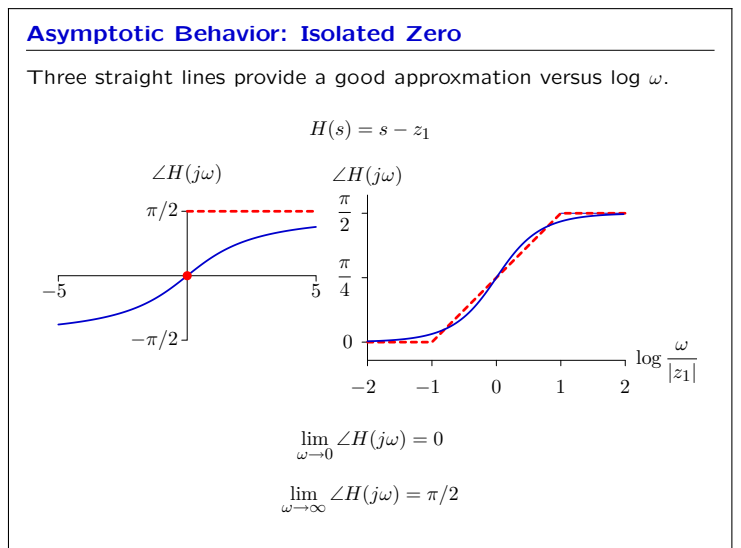 Asymptotic Behavior: Isolated Zero
Three straight lines provide a good approxmation versus log ω.
H(s) = s − z₁
∠H(jω)
π/2
−5
5
−π/2
∠H(jω)
π/2
π/4
0
−2 −1 0 1 2
log ω/|z₁|
lim ω→0 ∠H(jω) = 0
lim ω→∞ ∠H(jω) = π/2